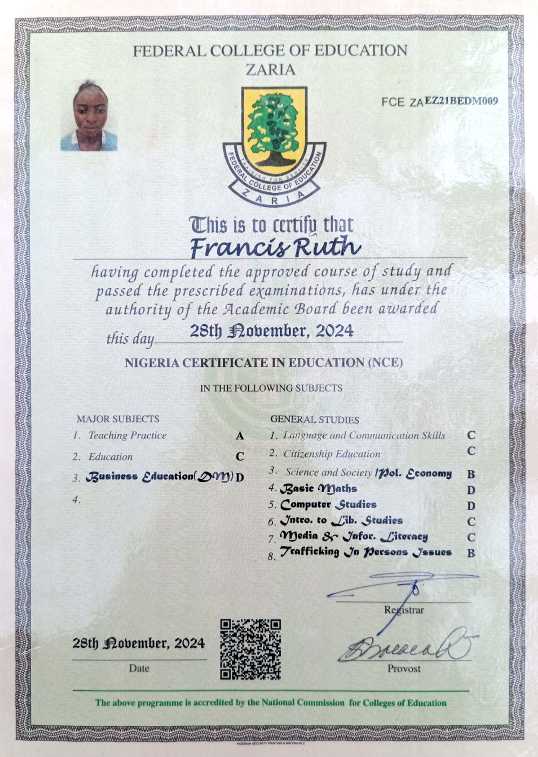 FEDERAL COLLEGE OF EDUCATION
ZARIA
FCE ZA EZ21BEDM009
FEDERAL COLLEGE OF EDUCATION
ZARIA
This is to certify that
Francis Ruth
having completed the approved course of study and
passed the prescribed examinations, has under the
authority of the Academic Board been awarded
this day 28th November, 2024
NIGERIA CERTIFICATE IN EDUCATION (NCE)
IN THE FOLLOWING SUBJECTS
MAJOR SUBJECTS
1. Teaching Practice A
2. Education C
3. Business Education(DM) D
4.
GENERAL STUDIES
1. Language and Communication Skills C
2. Citizenship Education C
3. Science and Society /Pol. Economy B
4. Basic Maths D
5. Computer Studies D
6. Intro. to Lib. Studies C
7. Media & Infor. Literacy C
8. Trafficking In Persons Issues B
Registrar
28th November, 2024
Date
Provost
The above programme is accredited by the National Commission for Colleges of Education